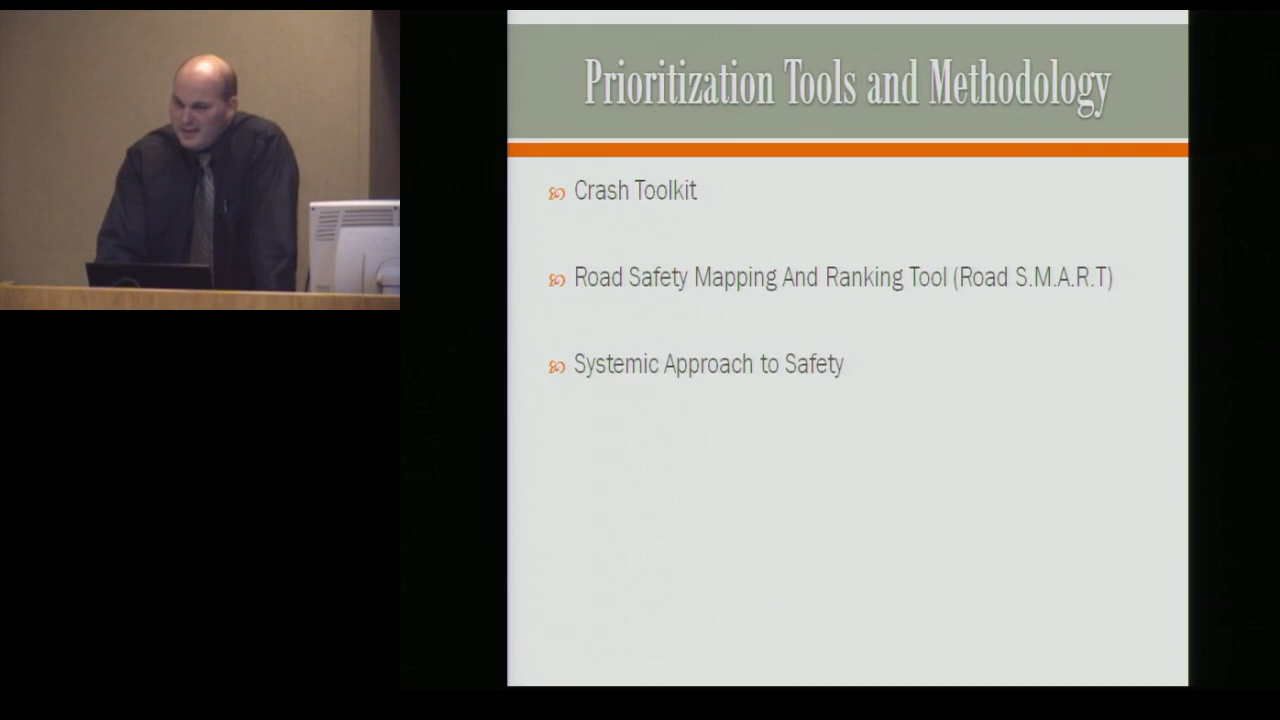 Prioritization Tools and Methodology
Crash Toolkit
Road Safety Mapping And Ranking Tool (Road S.M.A.R.T)
Systemic Approach to Safety